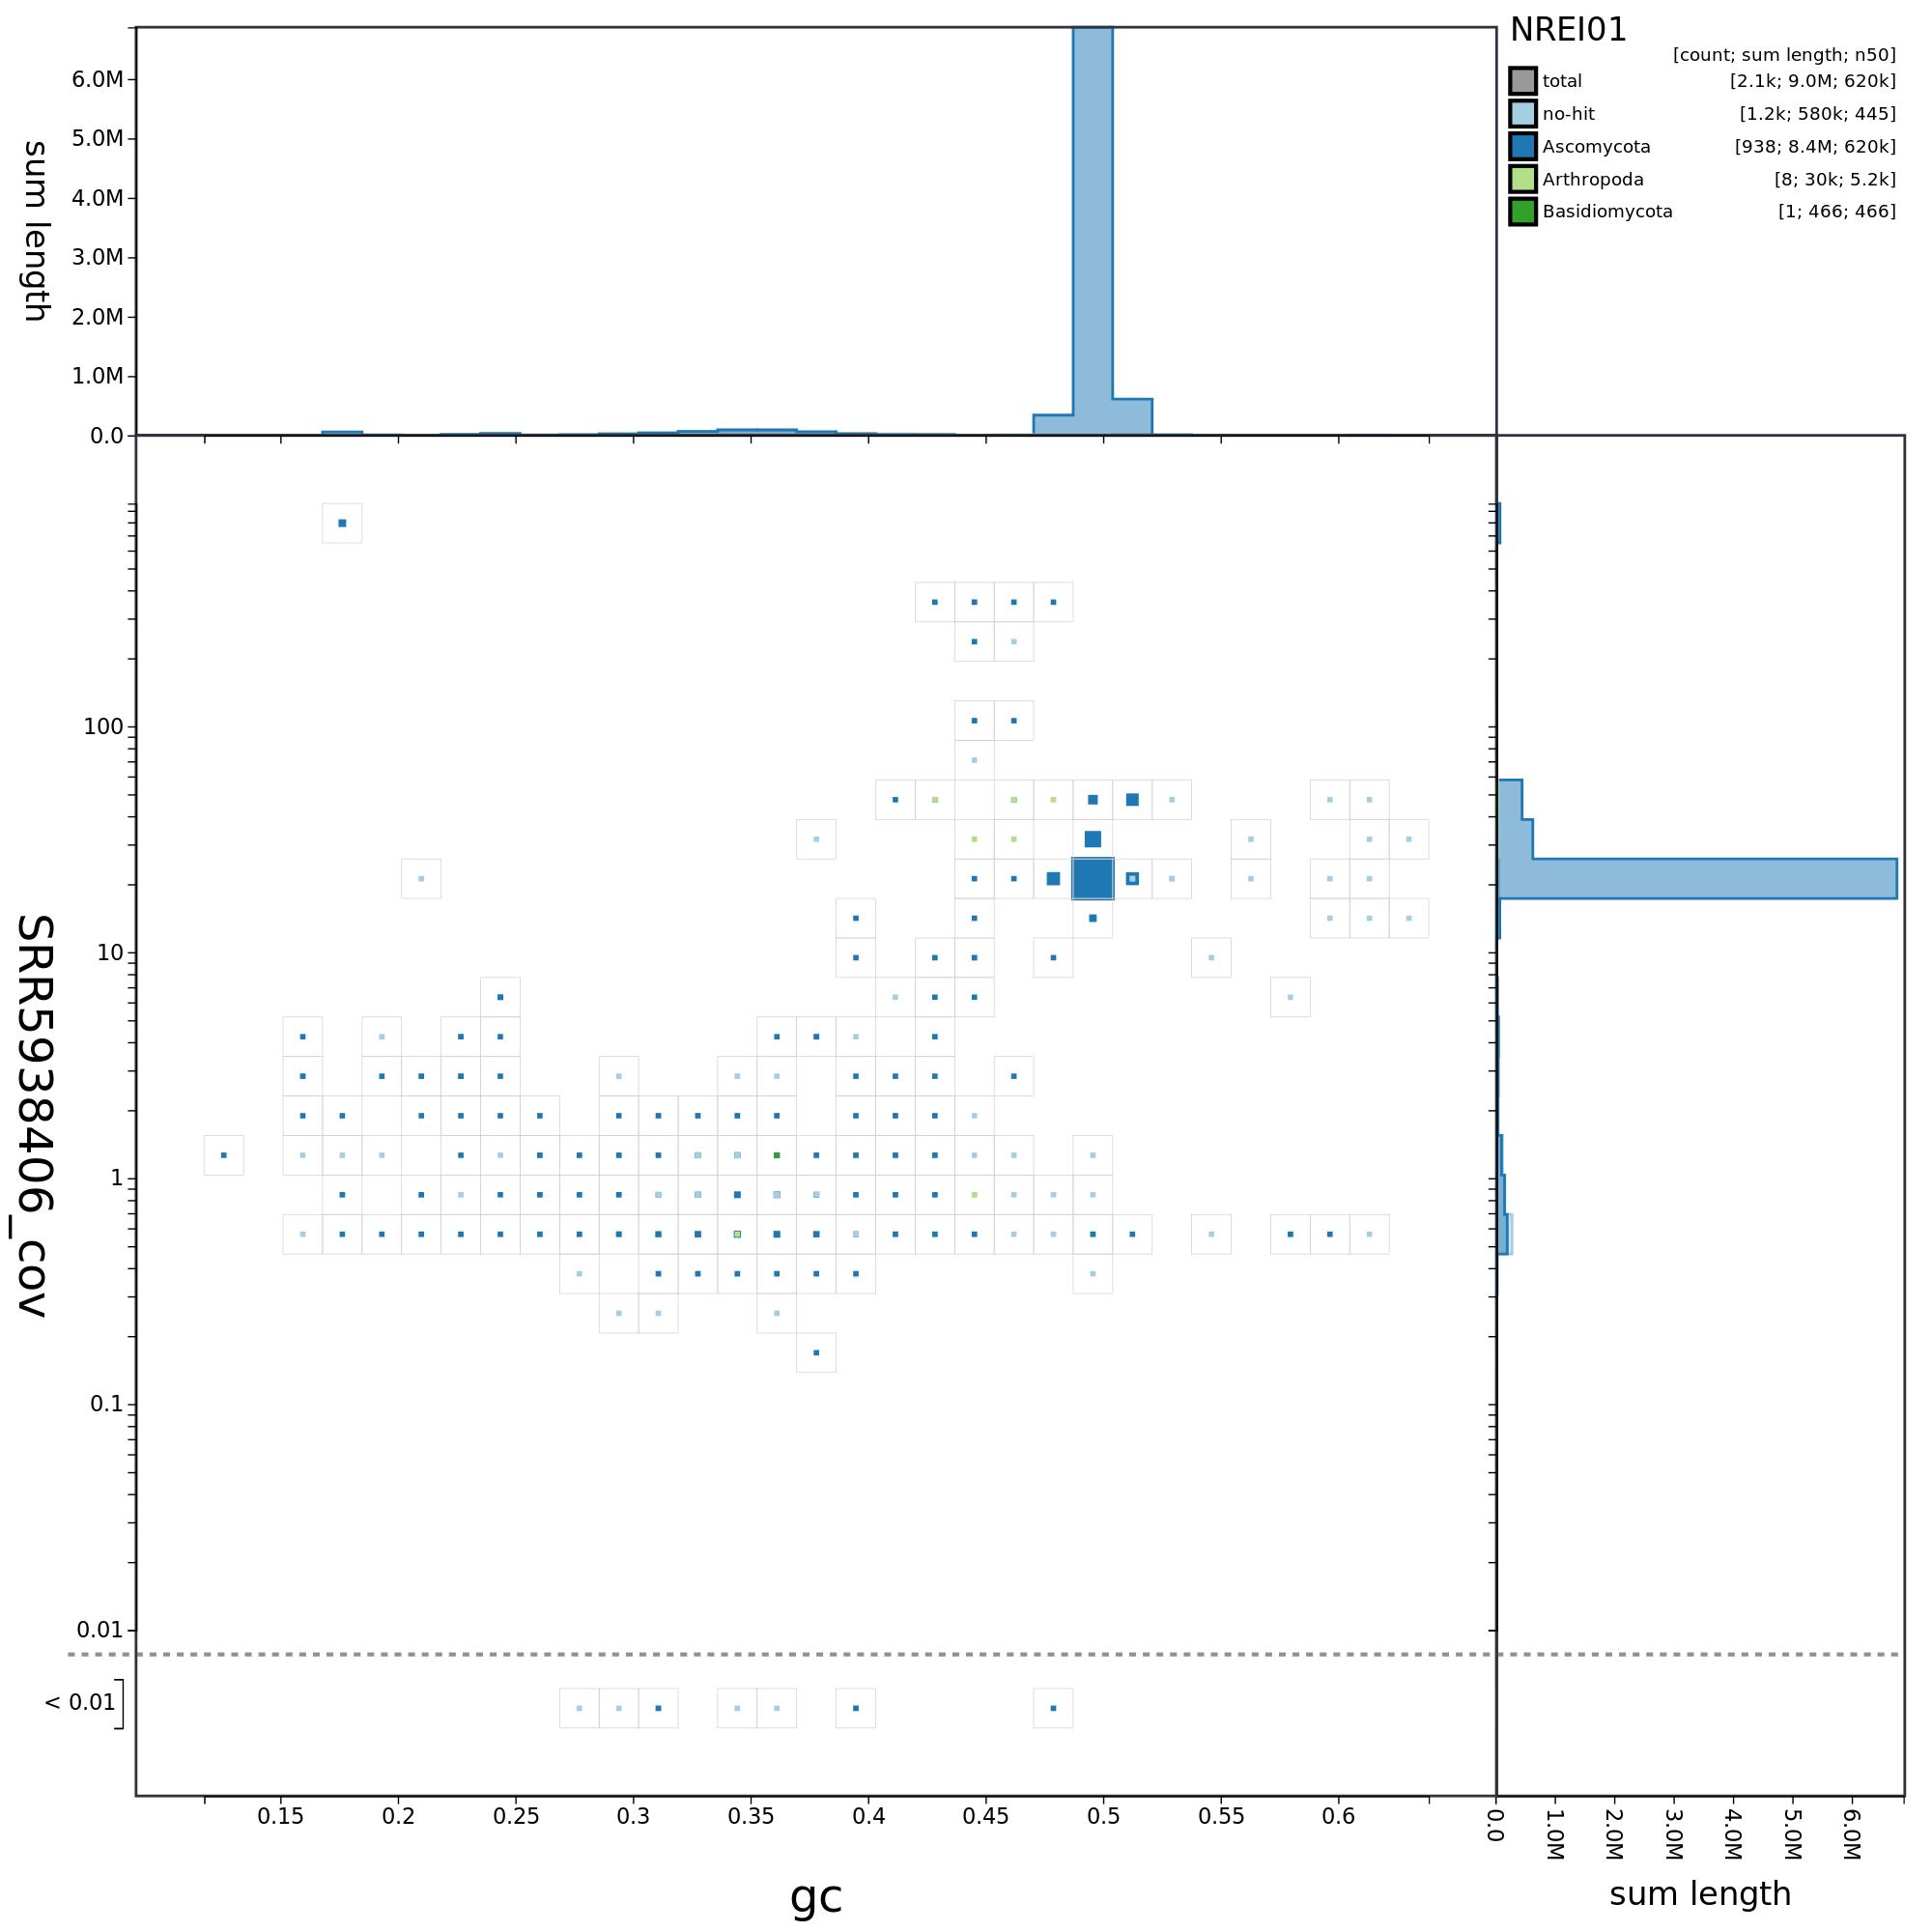 NREI01
[count; sum length; n50]
total [2.1k; 9.0M; 620k]
no-hit [1.2k; 580k; 445]
Ascomycota [938; 8.4M; 620k]
Arthropoda [8; 30k; 5.2k]
Basidiomycota [1; 466; 466]
sum length
6.0M
5.0M
4.0M
3.0M
2.0M
1.0M
0.0
SRR5938406_cov
100
10
1
0.1
0.01
< 0.01
0.15 0.2 0.25 0.3 0.35 0.4 0.45 0.5 0.55 0.6
gc
0.0 1.0M 2.0M 3.0M 4.0M 5.0M 6.0M
sum length